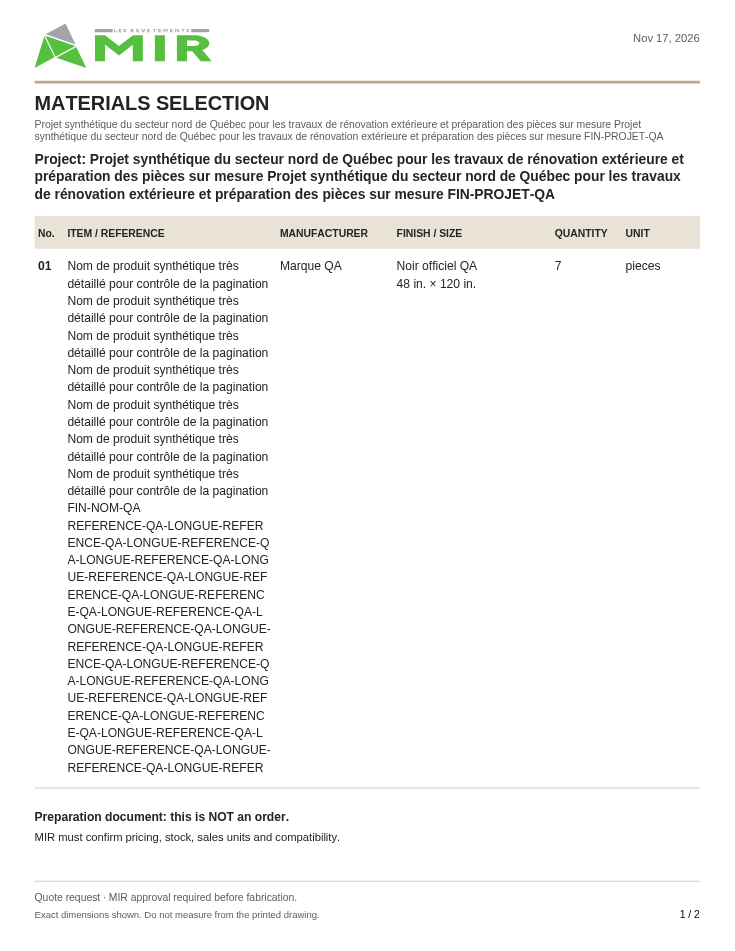 LES REVÊTEMENTS
MIR
Nov 17, 2026
MATERIALS SELECTION
Projet synthétique du secteur nord de Québec pour les travaux de rénovation extérieure et préparation des pièces sur mesure Projet
synthétique du secteur nord de Québec pour les travaux de rénovation extérieure et préparation des pièces sur mesure FIN-PROJET-QA
Project: Projet synthétique du secteur nord de Québec pour les travaux de rénovation extérieure et
préparation des pièces sur mesure Projet synthétique du secteur nord de Québec pour les travaux
de rénovation extérieure et préparation des pièces sur mesure FIN-PROJET-QA
No. ITEM / REFERENCE MANUFACTURER FINISH / SIZE QUANTITY UNIT
01 Nom de produit synthétique très Marque QA Noir officiel QA 7 pieces
détaillé pour contrôle de la pagination 48 in. × 120 in.
Nom de produit synthétique très
détaillé pour contrôle de la pagination
Nom de produit synthétique très
détaillé pour contrôle de la pagination
Nom de produit synthétique très
détaillé pour contrôle de la pagination
Nom de produit synthétique très
détaillé pour contrôle de la pagination
Nom de produit synthétique très
détaillé pour contrôle de la pagination
Nom de produit synthétique très
détaillé pour contrôle de la pagination
FIN-NOM-QA
REFERENCE-QA-LONGUE-REFER
ENCE-QA-LONGUE-REFERENCE-Q
A-LONGUE-REFERENCE-QA-LONG
UE-REFERENCE-QA-LONGUE-REF
ERENCE-QA-LONGUE-REFERENC
E-QA-LONGUE-REFERENCE-QA-L
ONGUE-REFERENCE-QA-LONGUE-
REFERENCE-QA-LONGUE-REFER
ENCE-QA-LONGUE-REFERENCE-Q
A-LONGUE-REFERENCE-QA-LONG
UE-REFERENCE-QA-LONGUE-REF
ERENCE-QA-LONGUE-REFERENC
E-QA-LONGUE-REFERENCE-QA-L
ONGUE-REFERENCE-QA-LONGUE-
REFERENCE-QA-LONGUE-REFER
Preparation document: this is NOT an order.
MIR must confirm pricing, stock, sales units and compatibility.
Quote request · MIR approval required before fabrication.
Exact dimensions shown. Do not measure from the printed drawing.
1 / 2